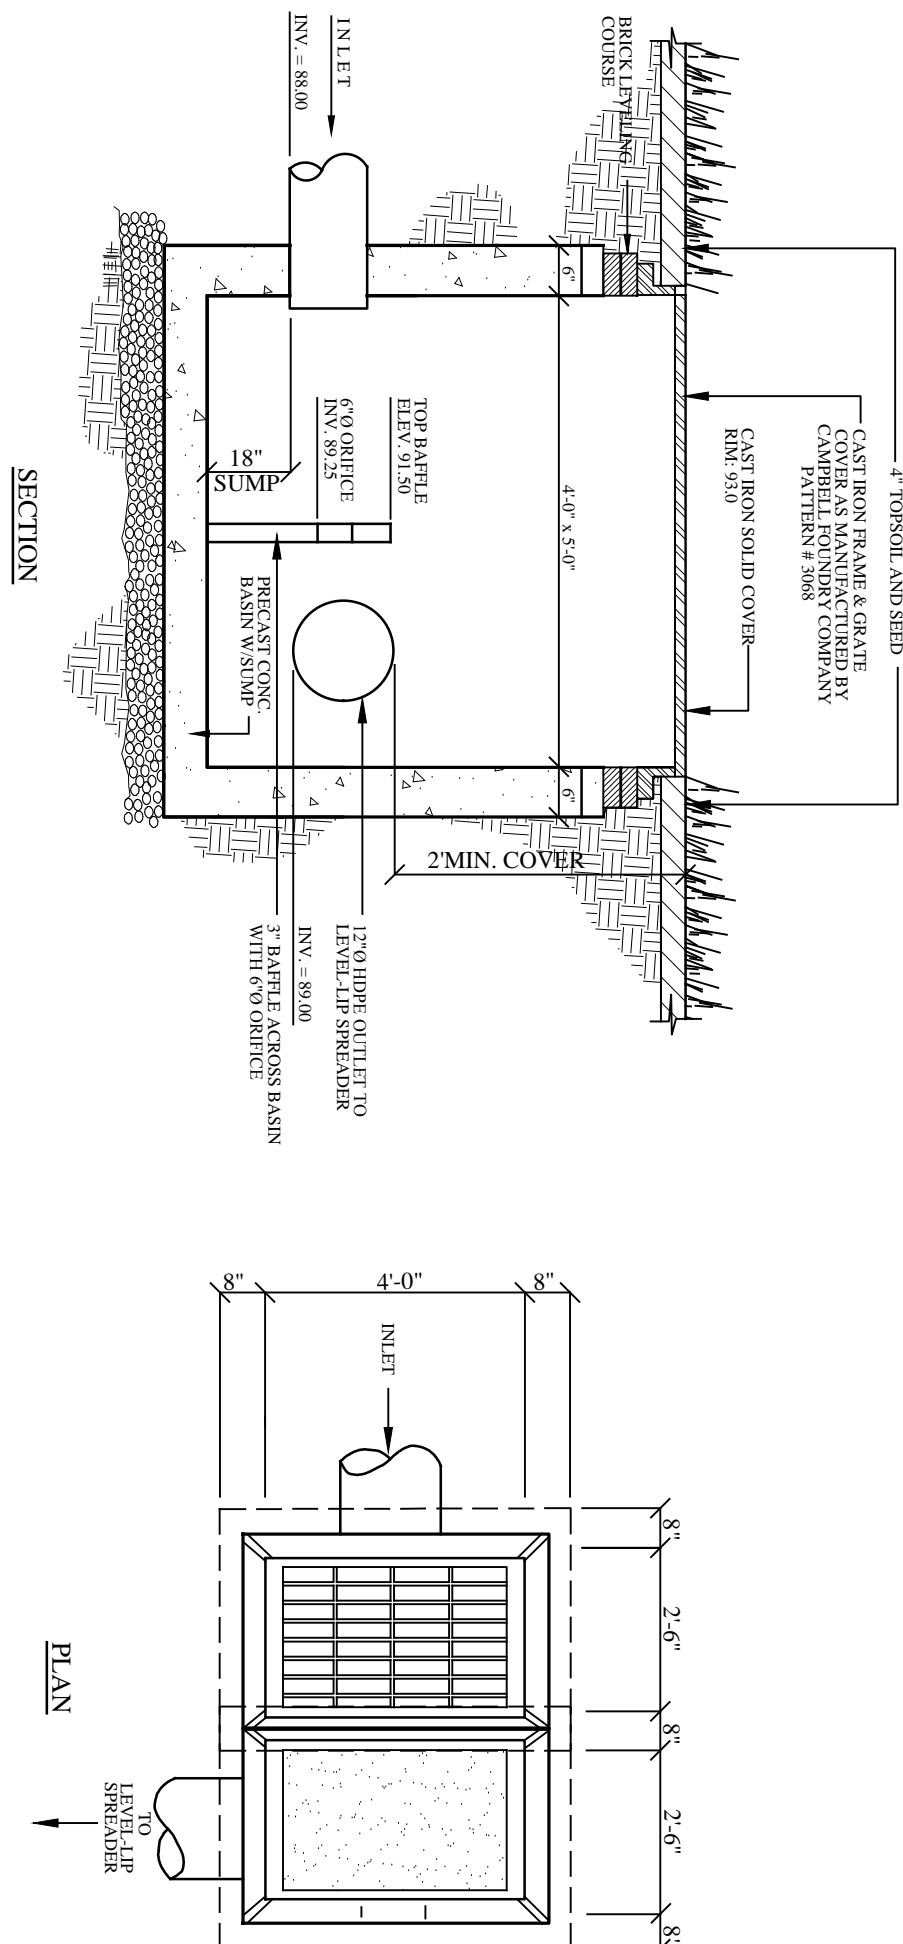 4" TOPSOIL AND SEED
CAST IRON FRAME & GRATE
COVER AS MANUFACTURED BY
CAMPBELL FOUNDRY COMPANY
PATTERN # 3068
CAST IRON SOLID COVER
RIM: 93.0
BRICK LEVELING
COURSE
6"
4'-0" x 5'-0"
6"
INLET
INV. = 88.00
TOP BAFFLE
ELEV. 91.50
6"Ø ORIFICE
INV. 89.25
18"
SUMP
2'MIN. COVER
12"Ø HDPE OUTLET TO
LEVEL-LIP SPREADER
INV. = 89.00
3" BAFFLE ACROSS BASIN
WITH 6"Ø ORIFICE
PRECAST CONC.
BASIN W/SUMP
SECTION
8"
2'-6"
8"
2'-6"
8"
8"
4'-0"
8"
INLET
TO
LEVEL-LIP
SPREADER
PLAN